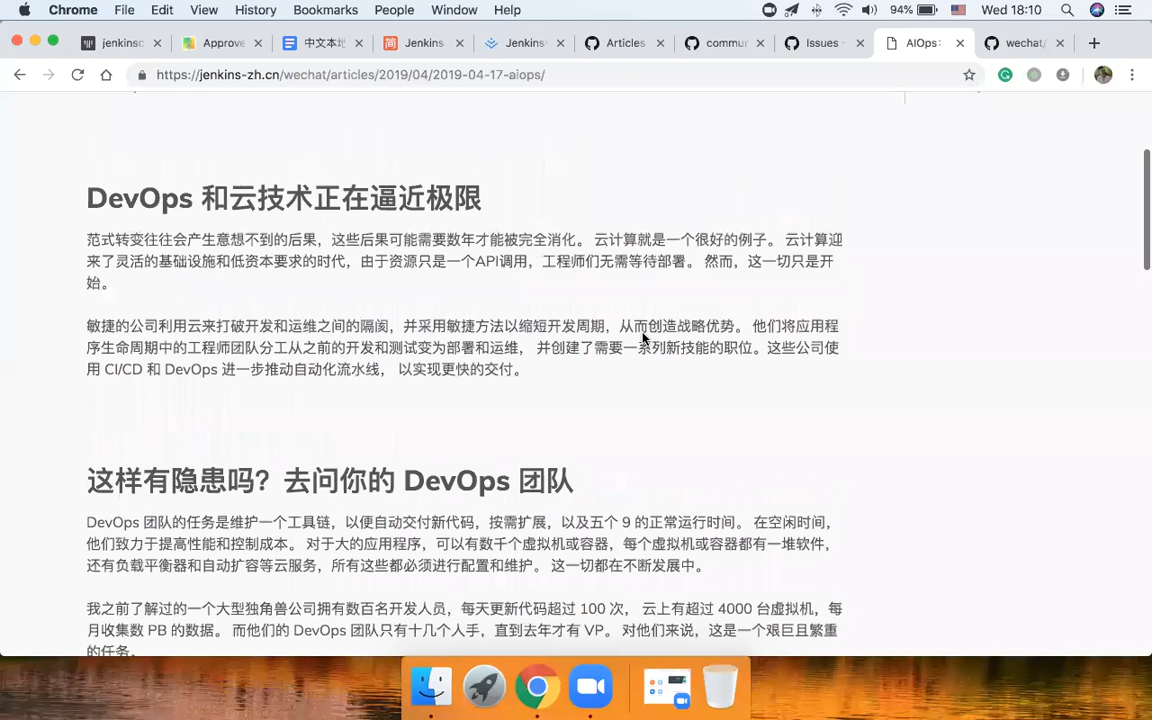 Chrome File Edit View History Bookmarks People Window Help 94% Wed 18:10
jenkinsc Approve 中文本地 Jenkins Jenkins Articles commun Issues - AIOps: wechat/
https://jenkins-zh.cn/wechat/articles/2019/04/2019-04-17-aiops/
DevOps 和云技术正在逼近极限
范式转变往往会产生意想不到的后果，这些后果可能需要数年才能被完全消化。 云计算就是一个很好的例子。 云计算迎
来了灵活的基础设施和低资本要求的时代，由于资源只是一个API调用，工程师们无需等待部署。 然而，这一切只是开
始。
敏捷的公司利用云来打破开发和运维之间的隔阂，并采用敏捷方法以缩短开发周期，从而创造战略优势。 他们将应用程
序生命周期中的工程师团队分工从之前的开发和测试变为部署和运维， 并创建了需要一系列新技能的职位。这些公司使
用 CI/CD 和 DevOps 进一步推动自动化流水线， 以实现更快的交付。
这样有隐患吗？去问你的 DevOps 团队
DevOps 团队的任务是维护一个工具链，以便自动交付新代码，按需扩展，以及五个 9 的正常运行时间。 在空闲时间，
他们致力于提高性能和控制成本。 对于大的应用程序，可以有数千个虚拟机或容器，每个虚拟机或容器都有一堆软件，
还有负载平衡器和自动扩容等云服务，所有这些都必须进行配置和维护。 这一切都在不断发展中。
我之前了解过的一个大型独角兽公司拥有数百名开发人员，每天更新代码超过 100 次， 云上有超过 4000 台虚拟机，每
月收集数 PB 的数据。 而他们的 DevOps 团队只有十几个人手，直到去年才有 VP。 对他们来说，这是一个艰巨且繁重
的任务。